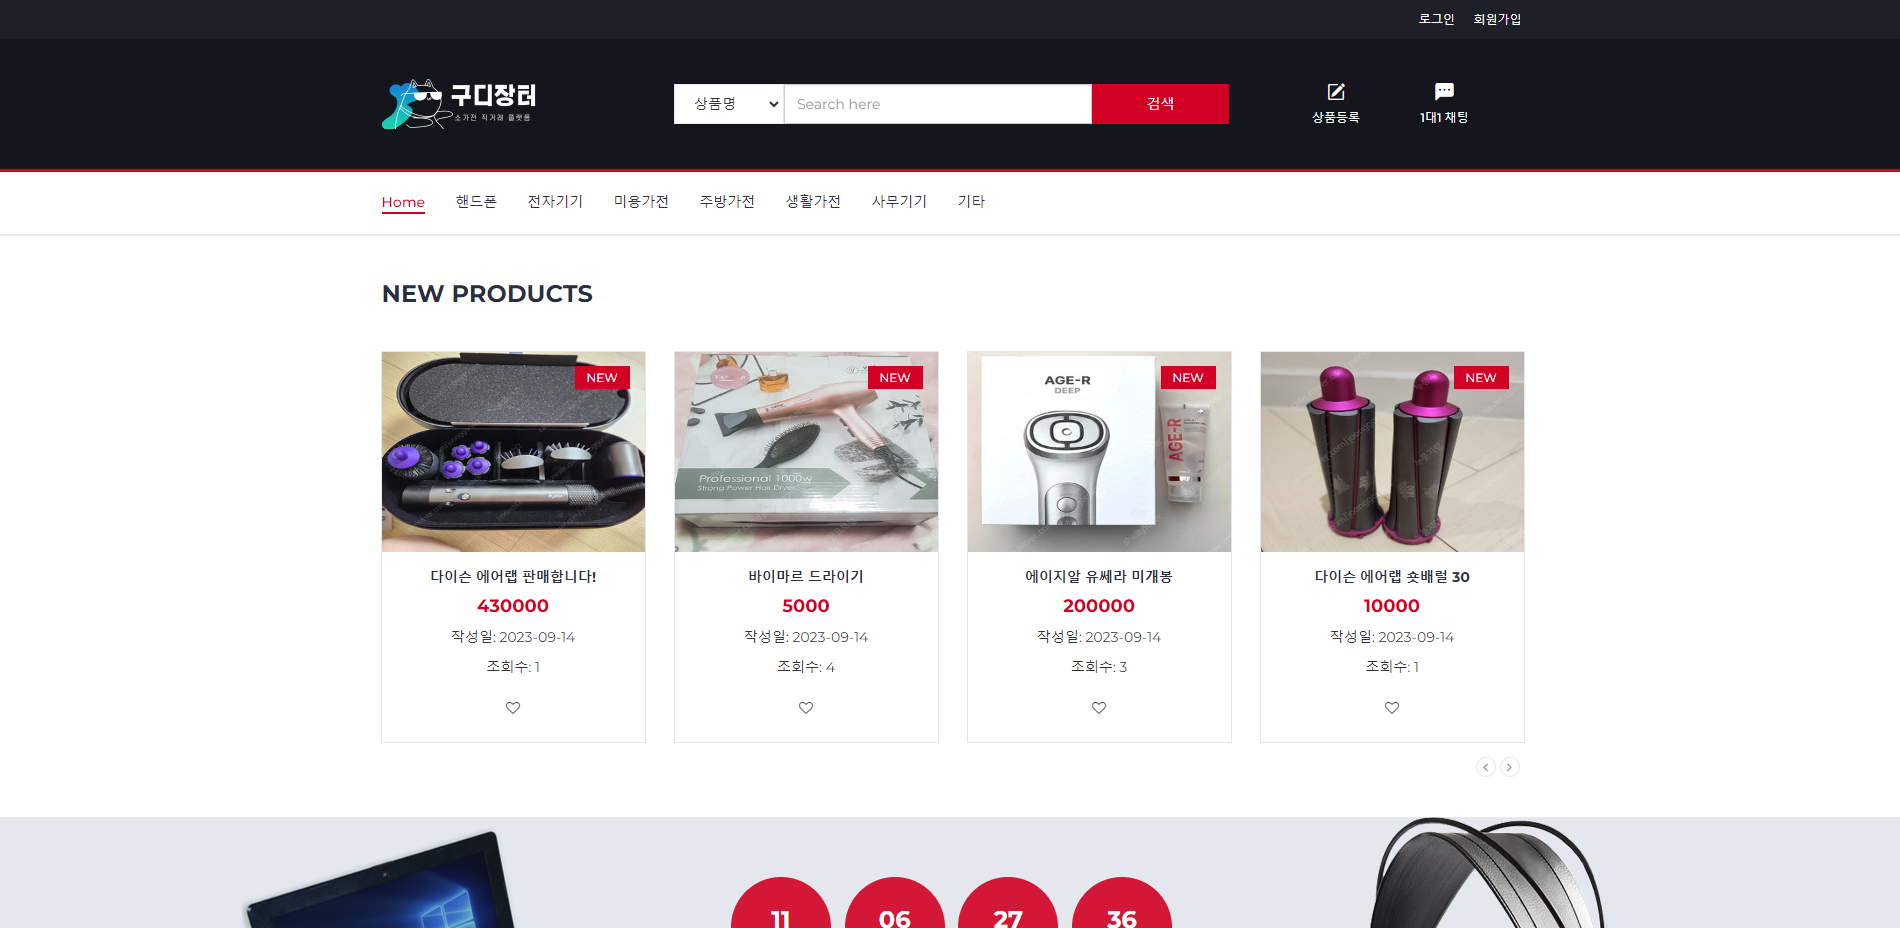 로그인 회원가입
구디장터
소가전 직거래 플랫폼
상품명 Search here 검색
상품등록 1대1 채팅
Home 핸드폰 전자기기 미용가전 주방가전 생활가전 사무기기 기타
NEW PRODUCTS
NEW NEW NEW NEW
AGE-R
DEEP
AGE-R
Professional 1000w
Strong Power Hair Dryer
다이슨 에어랩 판매합니다! 바이마르 드라이기 에이지알 유쎄라 미개봉 다이슨 에어랩 숏배럴 30
430000 5000 200000 10000
작성일: 2023-09-14 작성일: 2023-09-14 작성일: 2023-09-14 작성일: 2023-09-14
조회수: 1 조회수: 4 조회수: 3 조회수: 1
11 06 27 36